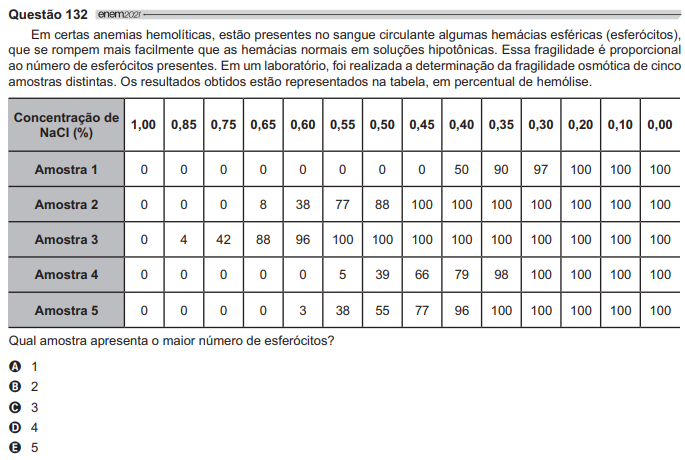 Questão 132 enem2021
Em certas anemias hemolíticas, estão presentes no sangue circulante algumas hemácias esféricas (esferócitos),
que se rompem mais facilmente que as hemácias normais em soluções hipotônicas. Essa fragilidade é proporcional
ao número de esferócitos presentes. Em um laboratório, foi realizada a determinação da fragilidade osmótica de cinco
amostras distintas. Os resultados obtidos estão representados na tabela, em percentual de hemólise.
Concentração de NaCl (%) 1,00 0,85 0,75 0,65 0,60 0,55 0,50 0,45 0,40 0,35 0,30 0,20 0,10 0,00
Amostra 1 0 0 0 0 0 0 0 0 50 90 97 100 100 100
Amostra 2 0 0 0 8 38 77 88 100 100 100 100 100 100 100
Amostra 3 0 4 42 88 96 100 100 100 100 100 100 100 100 100
Amostra 4 0 0 0 0 0 5 39 66 79 98 100 100 100 100
Amostra 5 0 0 0 0 3 38 55 77 96 100 100 100 100 100
Qual amostra apresenta o maior número de esferócitos?
A 1
B 2
C 3
D 4
E 5